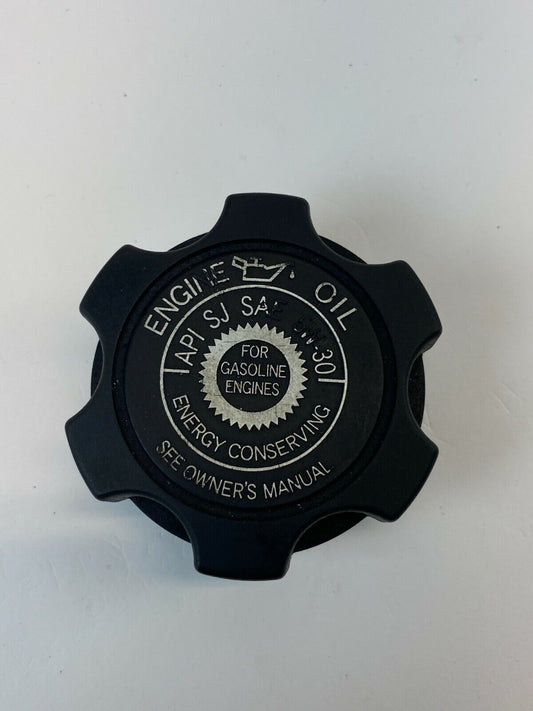 ENGINE OIL
API SJ SAE 5W-30
FOR
GASOLINE
ENGINES
ENERGY CONSERVING
SEE OWNER'S MANUAL